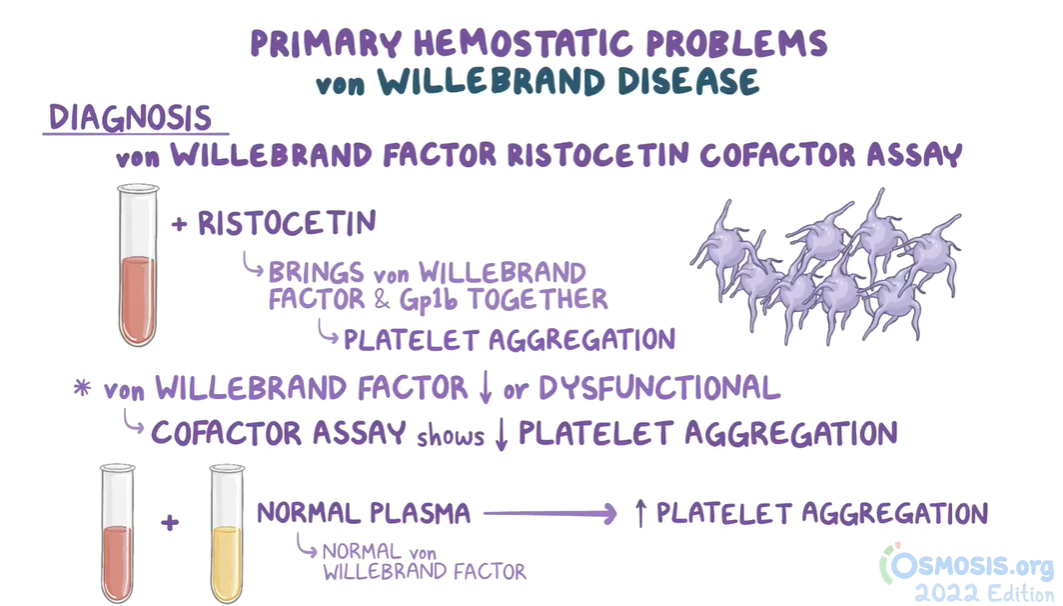 PRIMARY HEMOSTATIC PROBLEMS
von WILLEBRAND DISEASE
DIAGNOSIS
von WILLEBRAND FACTOR RISTOCETIN COFACTOR ASSAY
+ RISTOCETIN
BRINGS von WILLEBRAND
FACTOR & Gp1b TOGETHER
PLATELET AGGREGATION
* von WILLEBRAND FACTOR ↓ or DYSFUNCTIONAL
COFACTOR ASSAY shows ↓ PLATELET AGGREGATION
+ NORMAL PLASMA → ↑ PLATELET AGGREGATION
NORMAL von
WILLEBRAND FACTOR
OSMOSIS.org
2022 Edition